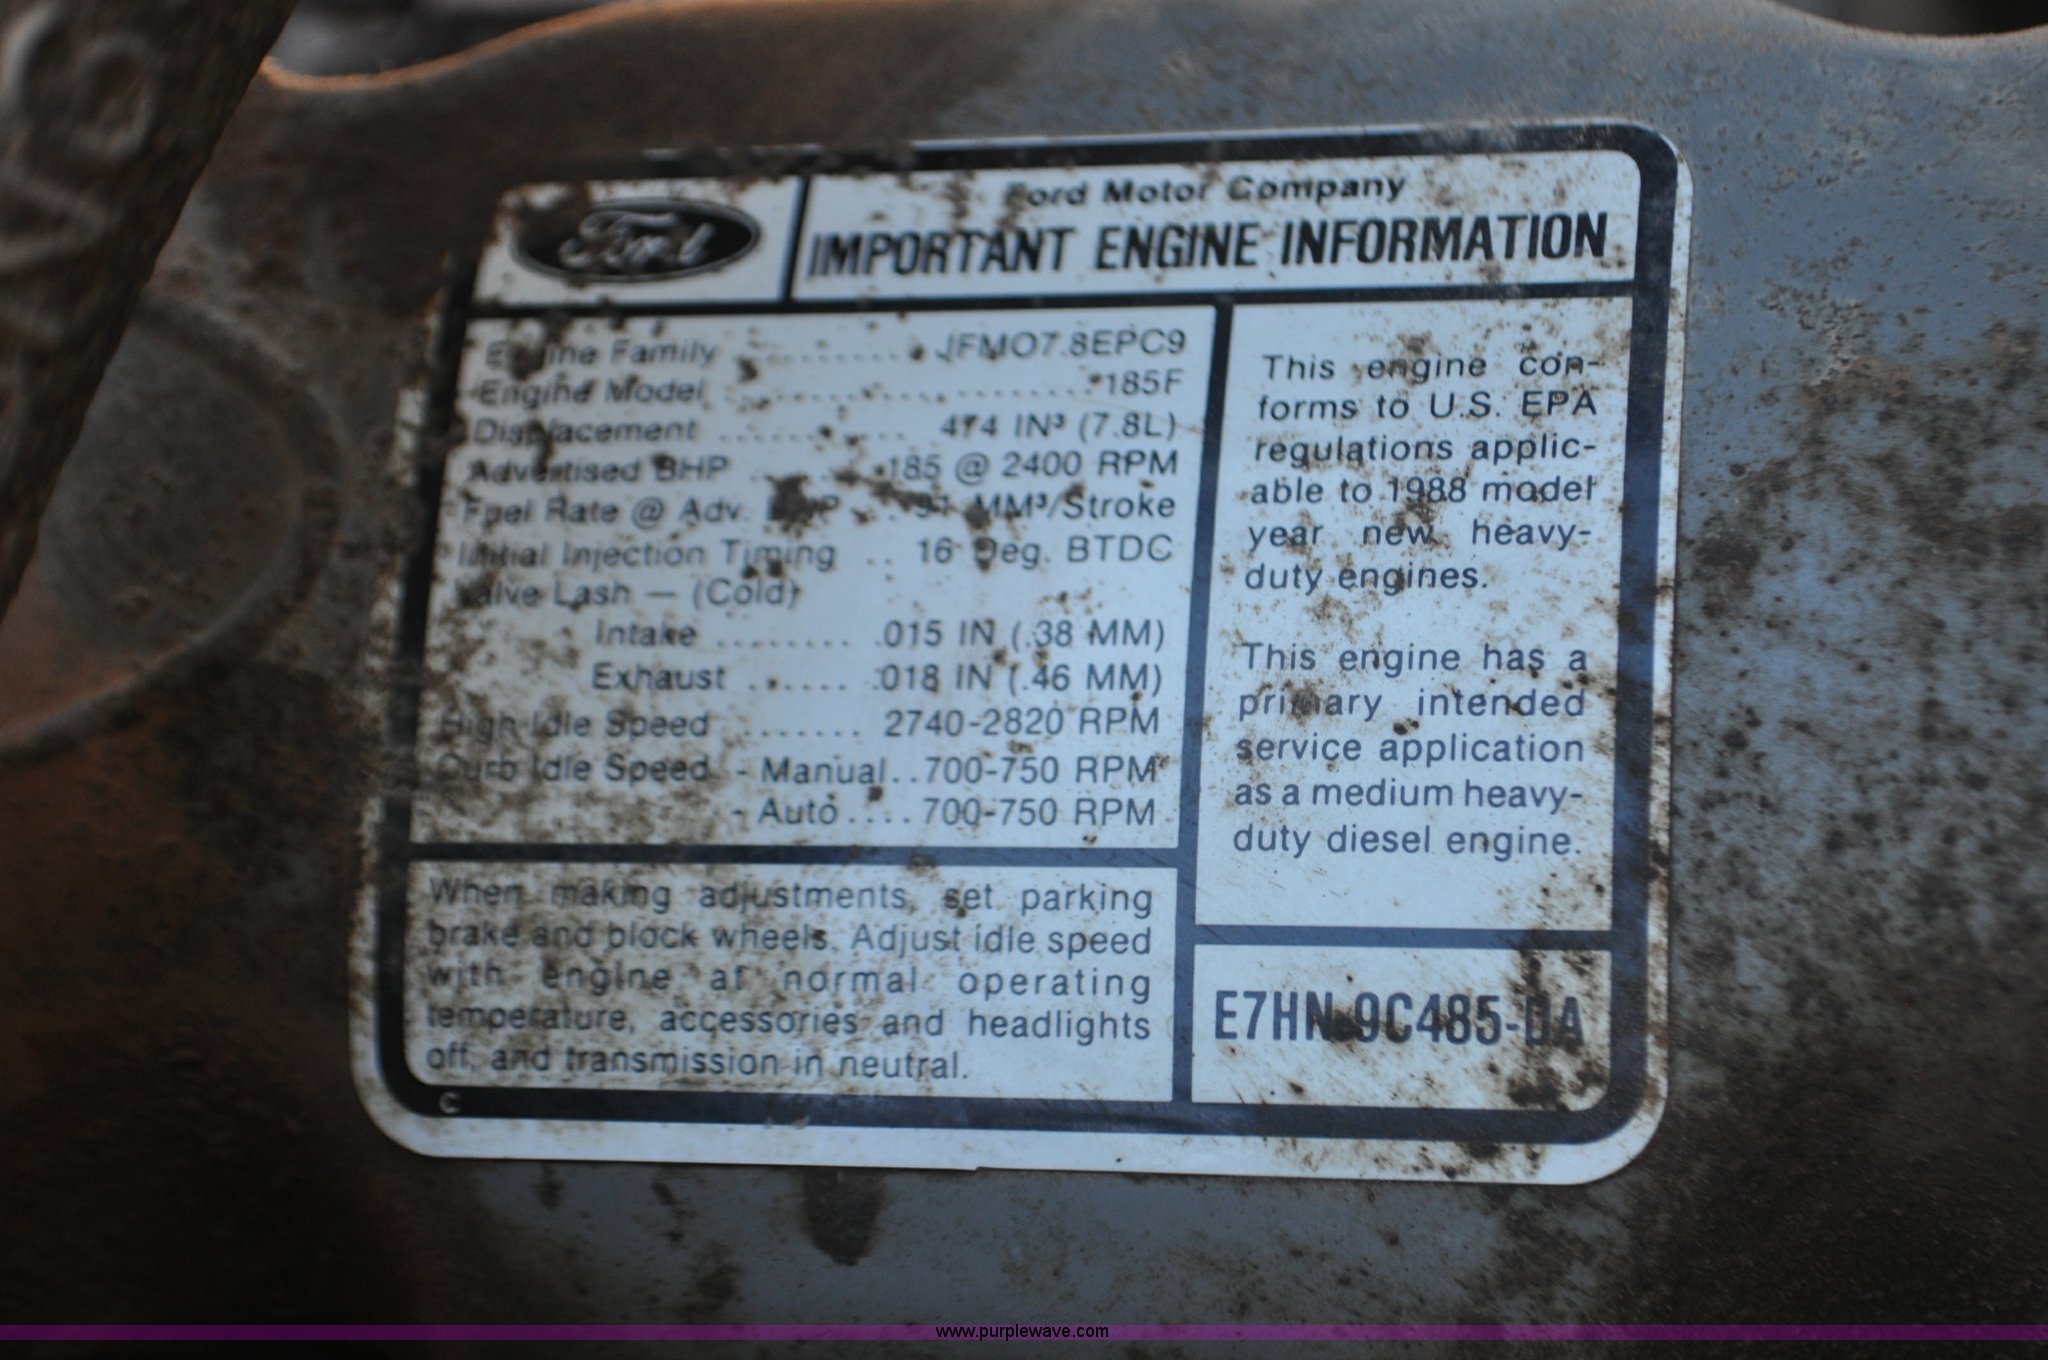 Ford
Ford Motor Company
IMPORTANT ENGINE INFORMATION
Engine Family .......... JFMO7.8EPC9
Engine Model ...................... 185F
Displacement ........... 474 IN³ (7.8L)
Advertised BHP ....... 185 @ 2400 RPM
Fuel Rate @ Adv. BHP .. 91 MM³/Stroke
Initial Injection Timing .. 16 Deg. BTDC
Valve Lash — (Cold)
Intake ........ .015 IN (.38 MM)
Exhaust ....... .018 IN (.46 MM)
High Idle Speed ....... 2740-2820 RPM
Curb Idle Speed - Manual..700-750 RPM
- Auto ....700-750 RPM
When making adjustments, set parking
brake and block wheels. Adjust idle speed
with engine at normal operating
temperature, accessories and headlights
off, and transmission in neutral.
C
This engine con-
forms to U.S. EPA
regulations applic-
able to 1988 model
year new heavy-
duty engines.
This engine has a
primary intended
service application
as a medium heavy-
duty diesel engine.
E7HN-9C485-DA
www.purplewave.com